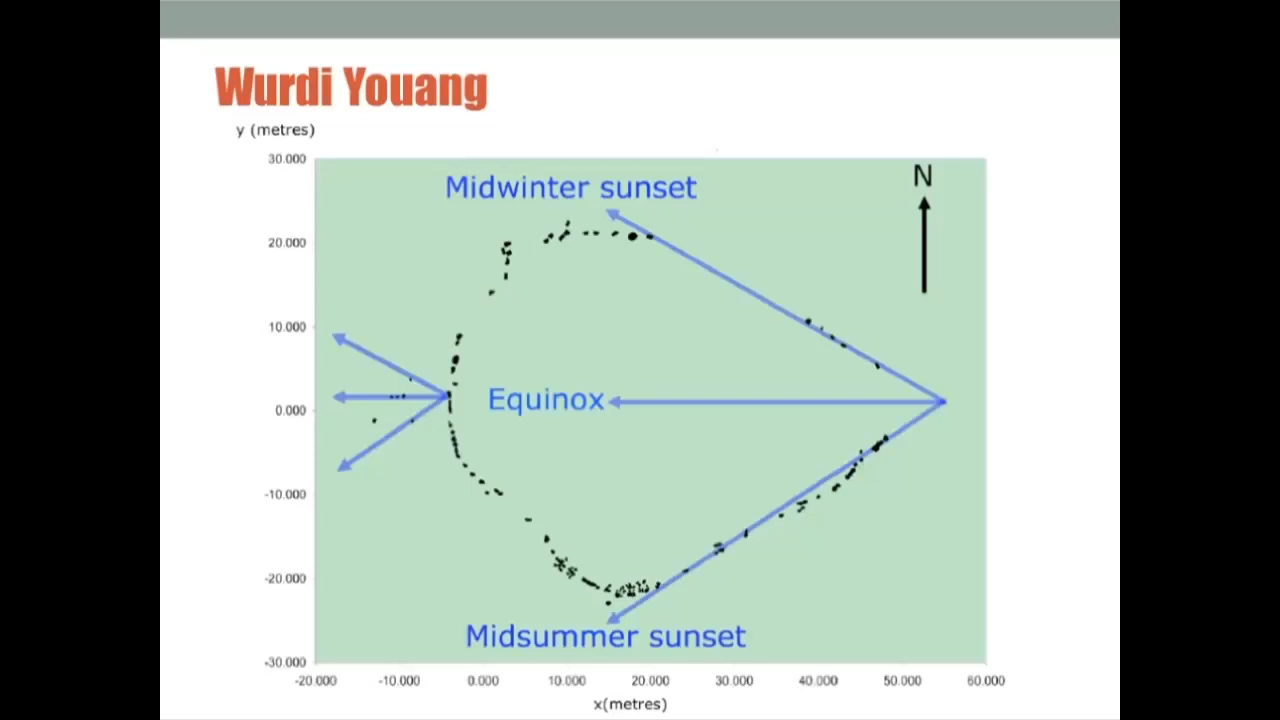 Wurdi Youang
y (metres)
30.000
Midwinter sunset
N
20.000
10.000
Equinox
0.000
-10.000
-20.000
Midsummer sunset
-30.000
-20.000 -10.000 0.000 10.000 20.000 30.000 40.000 50.000 60.000
x(metres)